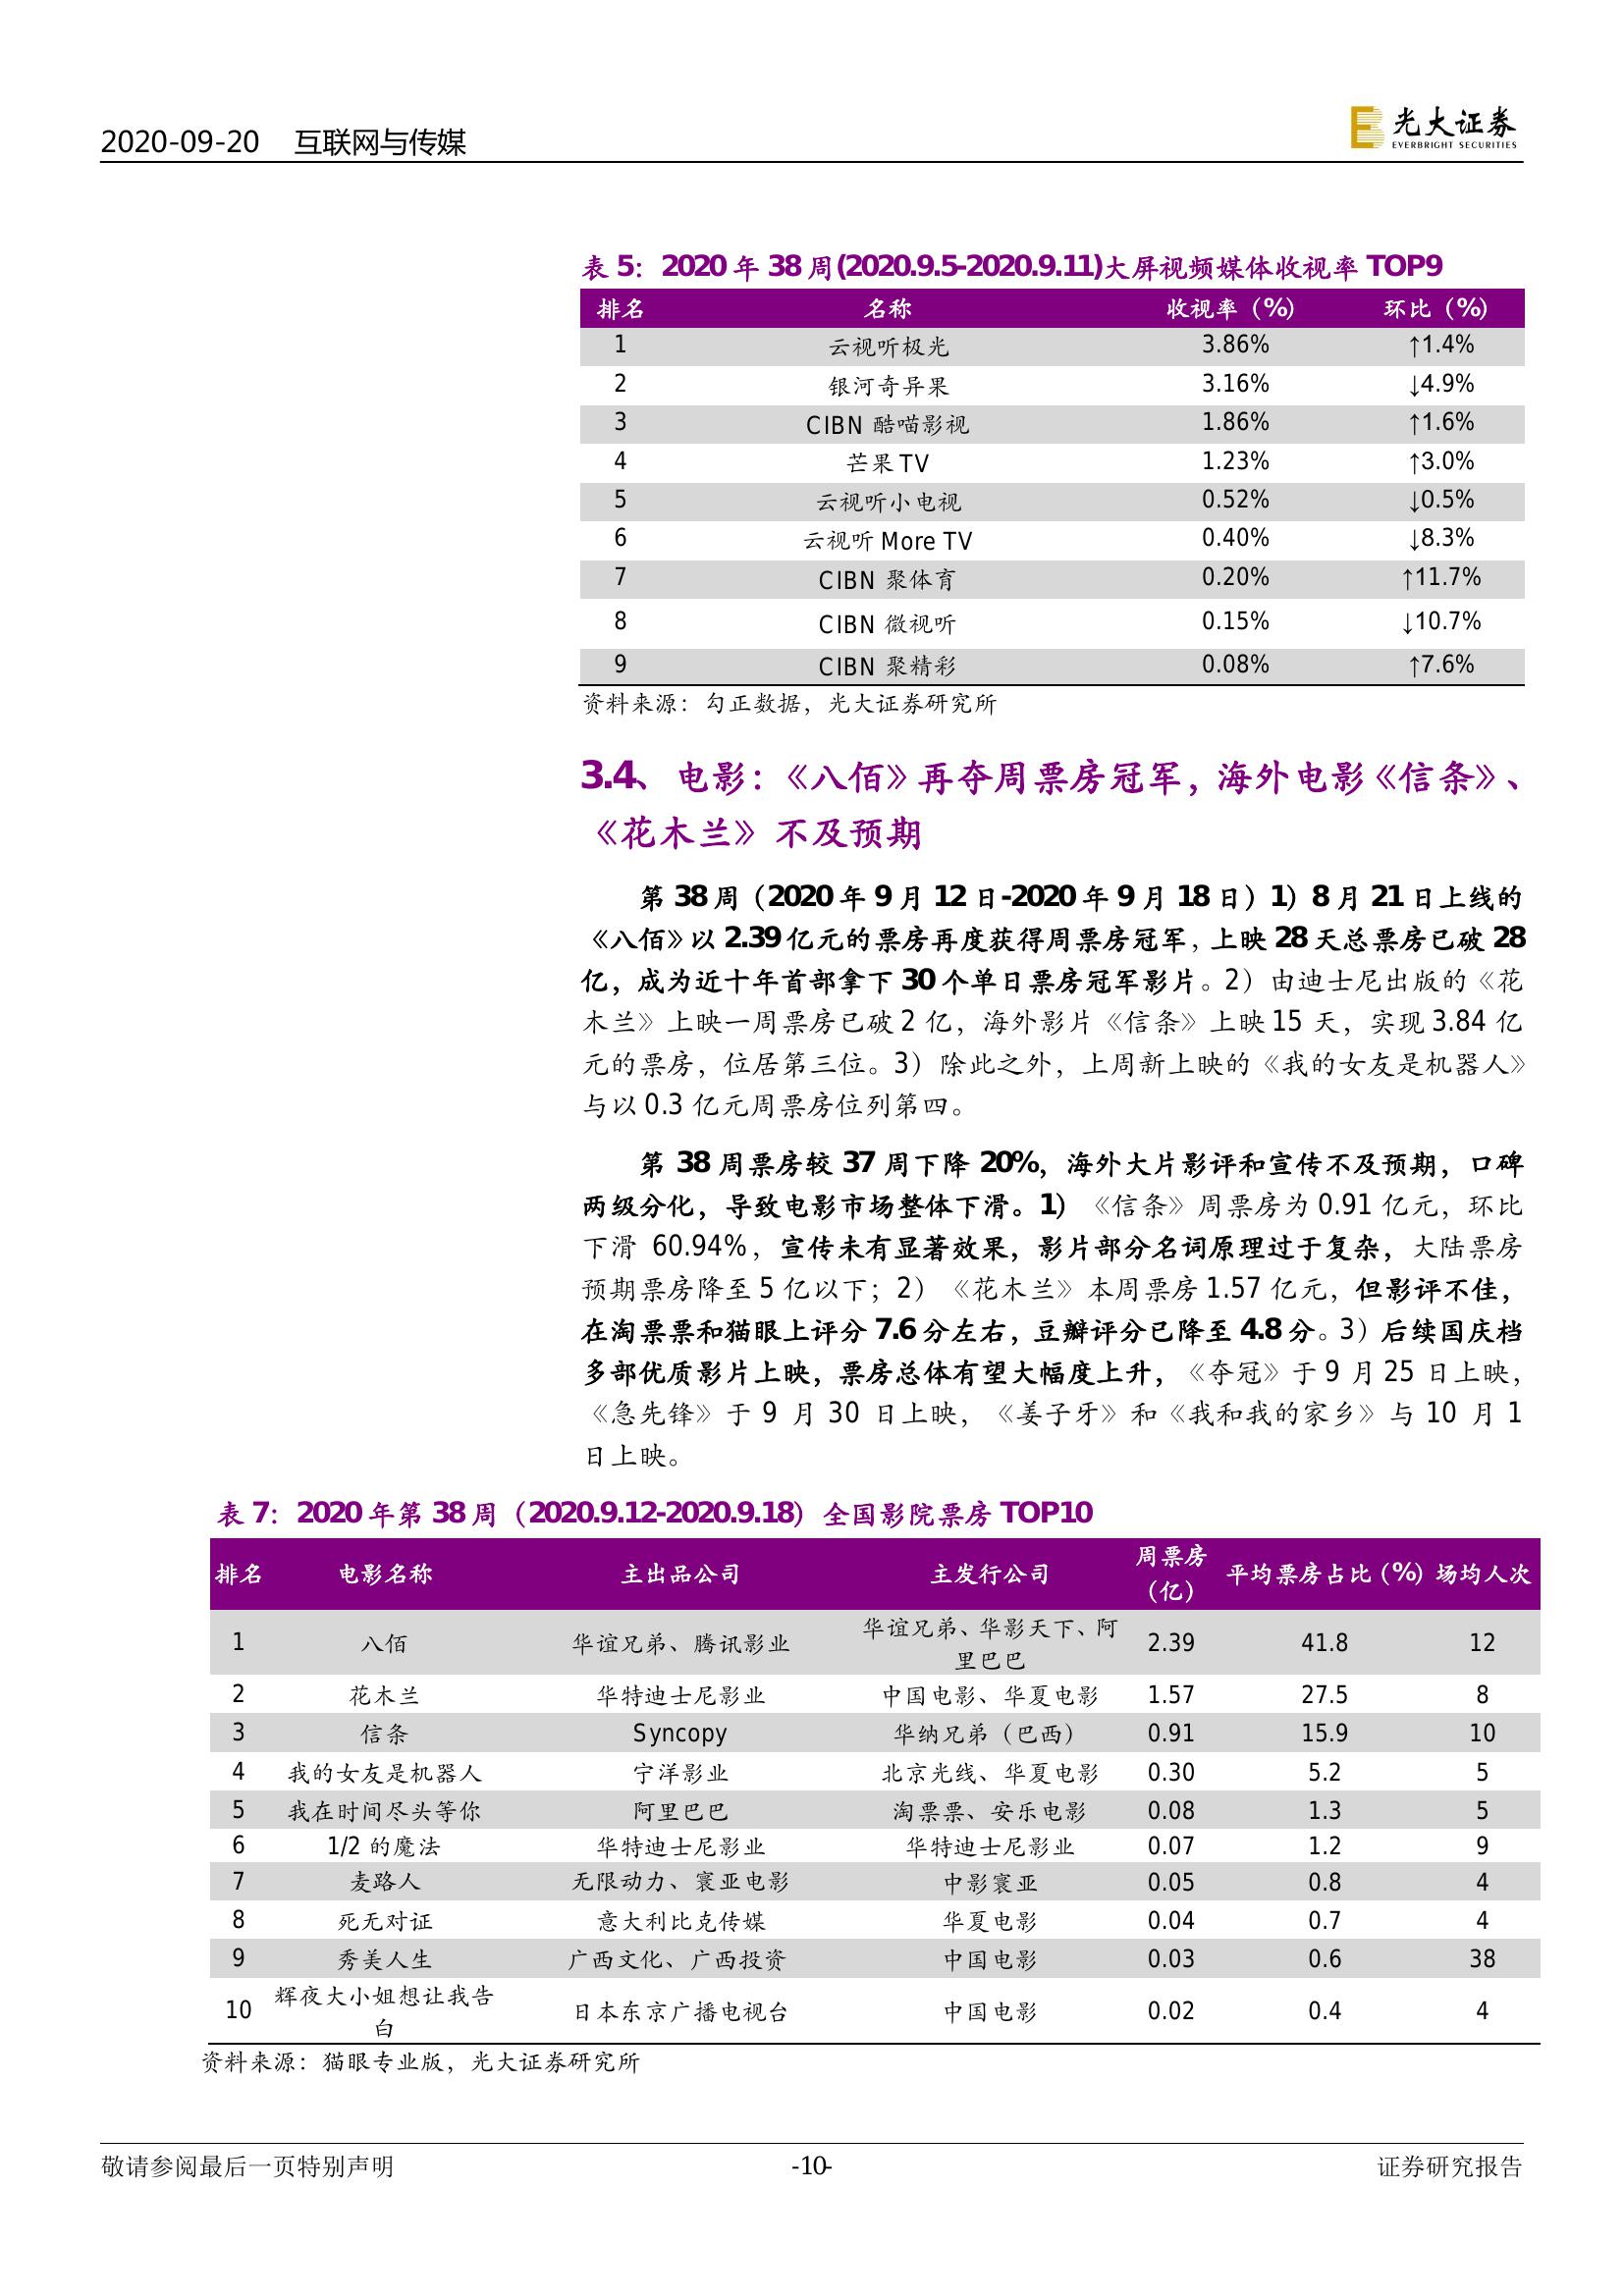 2020-09-20 互联网与传媒
光大证券
EVERBRIGHT SECURITIES
表 5：2020 年 38 周(2020.9.5-2020.9.11)大屏视频媒体收视率 TOP9
排名 名称 收视率（%） 环比（%）
1 云视听极光 3.86% ↑1.4%
2 银河奇异果 3.16% ↓4.9%
3 CIBN 酷喵影视 1.86% ↑1.6%
4 芒果 TV 1.23% ↑3.0%
5 云视听小电视 0.52% ↓0.5%
6 云视听 More TV 0.40% ↓8.3%
7 CIBN 聚体育 0.20% ↑11.7%
8 CIBN 微视听 0.15% ↓10.7%
9 CIBN 聚精彩 0.08% ↑7.6%
资料来源：勾正数据，光大证券研究所
3.4、电影：《八佰》再夺周票房冠军，海外电影《信条》、
《花木兰》不及预期
第 38 周（2020 年 9 月 12 日-2020 年 9 月 18 日）1）8 月 21 日上线的
《八佰》以 2.39 亿元的票房再度获得周票房冠军，上映 28 天总票房已破 28
亿，成为近十年首部拿下 30 个单日票房冠军影片。2）由迪士尼出版的《花
木兰》上映一周票房已破 2 亿，海外影片《信条》上映 15 天，实现 3.84 亿
元的票房，位居第三位。3）除此之外，上周新上映的《我的女友是机器人》
与以 0.3 亿元周票房位列第四。
第 38 周票房较 37 周下降 20%，海外大片影评和宣传不及预期，口碑
两级分化，导致电影市场整体下滑。1）《信条》周票房为 0.91 亿元，环比
下滑 60.94%，宣传未有显著效果，影片部分名词原理过于复杂，大陆票房
预期票房降至 5 亿以下；2）《花木兰》本周票房 1.57 亿元，但影评不佳，
在淘票票和猫眼上评分 7.6 分左右，豆瓣评分已降至 4.8 分。3）后续国庆档
多部优质影片上映，票房总体有望大幅度上升，《夺冠》于 9 月 25 日上映，
《急先锋》于 9 月 30 日上映，《姜子牙》和《我和我的家乡》与 10 月 1
日上映。
表 7：2020 年第 38 周（2020.9.12-2020.9.18）全国影院票房 TOP10
排名 电影名称 主出品公司 主发行公司 周票房（亿） 平均票房占比（%） 场均人次
1 八佰 华谊兄弟、腾讯影业 华谊兄弟、华影天下、阿里巴巴 2.39 41.8 12
2 花木兰 华特迪士尼影业 中国电影、华夏电影 1.57 27.5 8
3 信条 Syncopy 华纳兄弟（巴西） 0.91 15.9 10
4 我的女友是机器人 宁洋影业 北京光线、华夏电影 0.30 5.2 5
5 我在时间尽头等你 阿里巴巴 淘票票、安乐电影 0.08 1.3 5
6 1/2 的魔法 华特迪士尼影业 华特迪士尼影业 0.07 1.2 9
7 麦路人 无限动力、寰亚电影 中影寰亚 0.05 0.8 4
8 死无对证 意大利比克传媒 华夏电影 0.04 0.7 4
9 秀美人生 广西文化、广西投资 中国电影 0.03 0.6 38
10 辉夜大小姐想让我告白 日本东京广播电视台 中国电影 0.02 0.4 4
资料来源：猫眼专业版，光大证券研究所
敬请参阅最后一页特别声明 -10- 证券研究报告